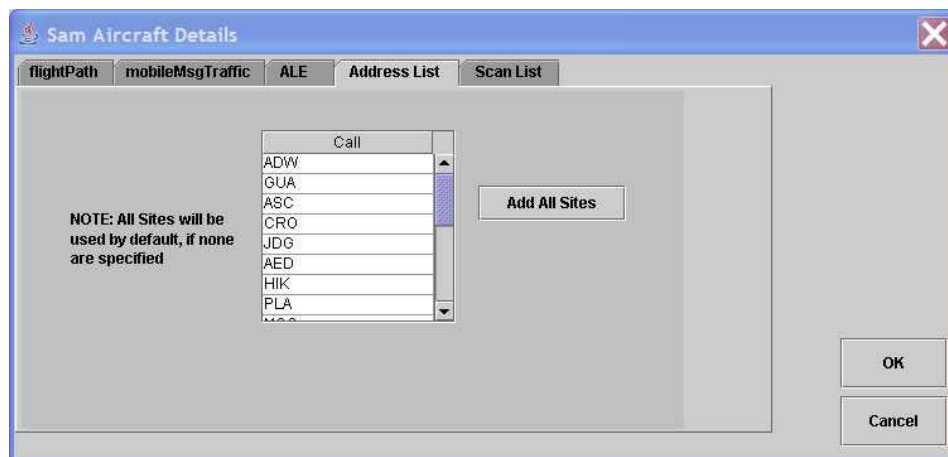 Sam Aircraft Details
flightPath mobileMsgTraffic ALE Address List Scan List
Call
ADW
GUA
ASC
CRO
JDG
AED
HIK
PLA
NOTE: All Sites will be
used by default, if none
are specified
Add All Sites
OK
Cancel